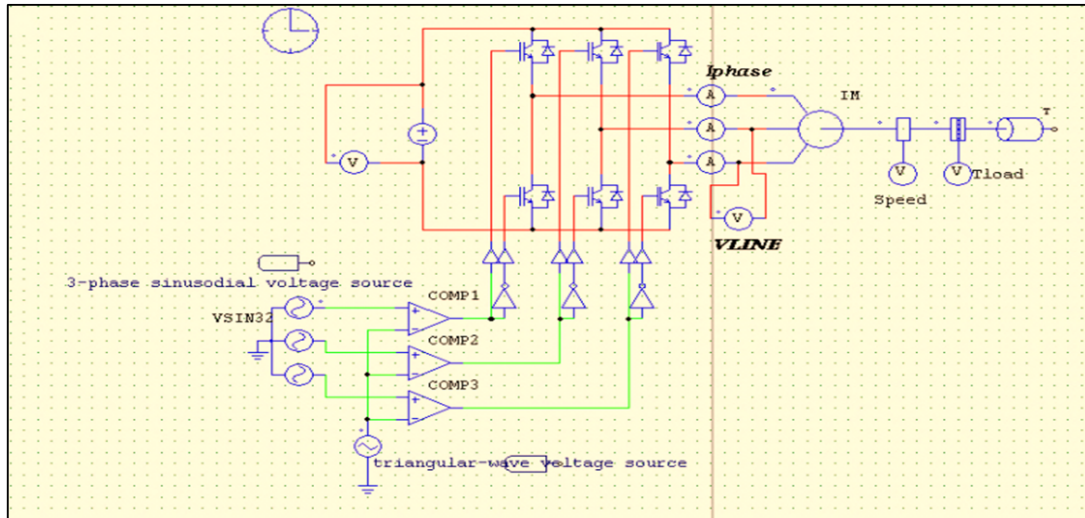 Iphase
IM
A
T
A
V
A
V
V
Tload
Speed
V
VLINE
3-phase sinusodial voltage source
COMP1
VSIN32
COMP2
COMP3
triangular-wave voltage source